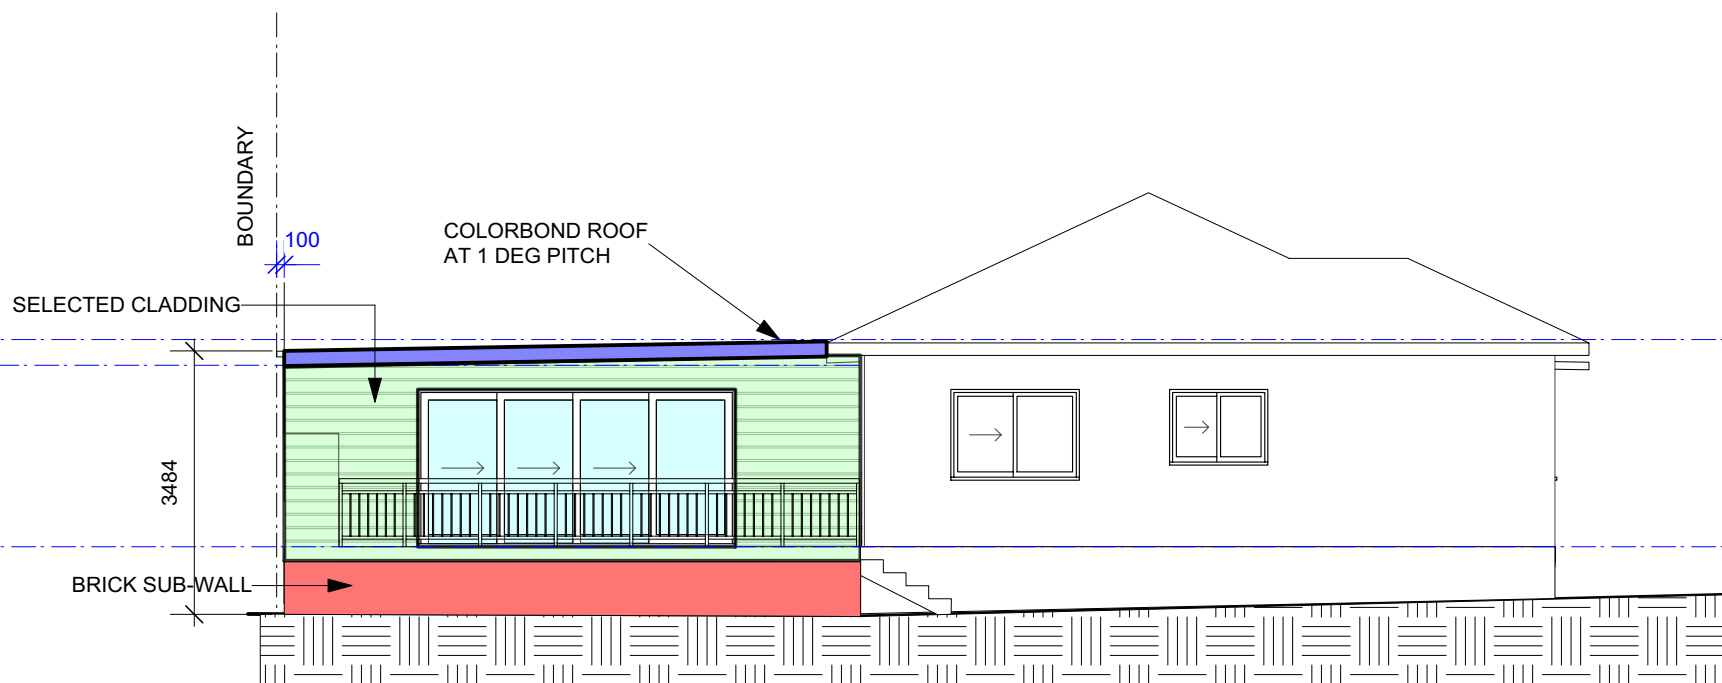 BOUNDARY
100
COLORBOND ROOF
AT 1 DEG PITCH
SELECTED CLADDING
3484
BRICK SUB-WALL